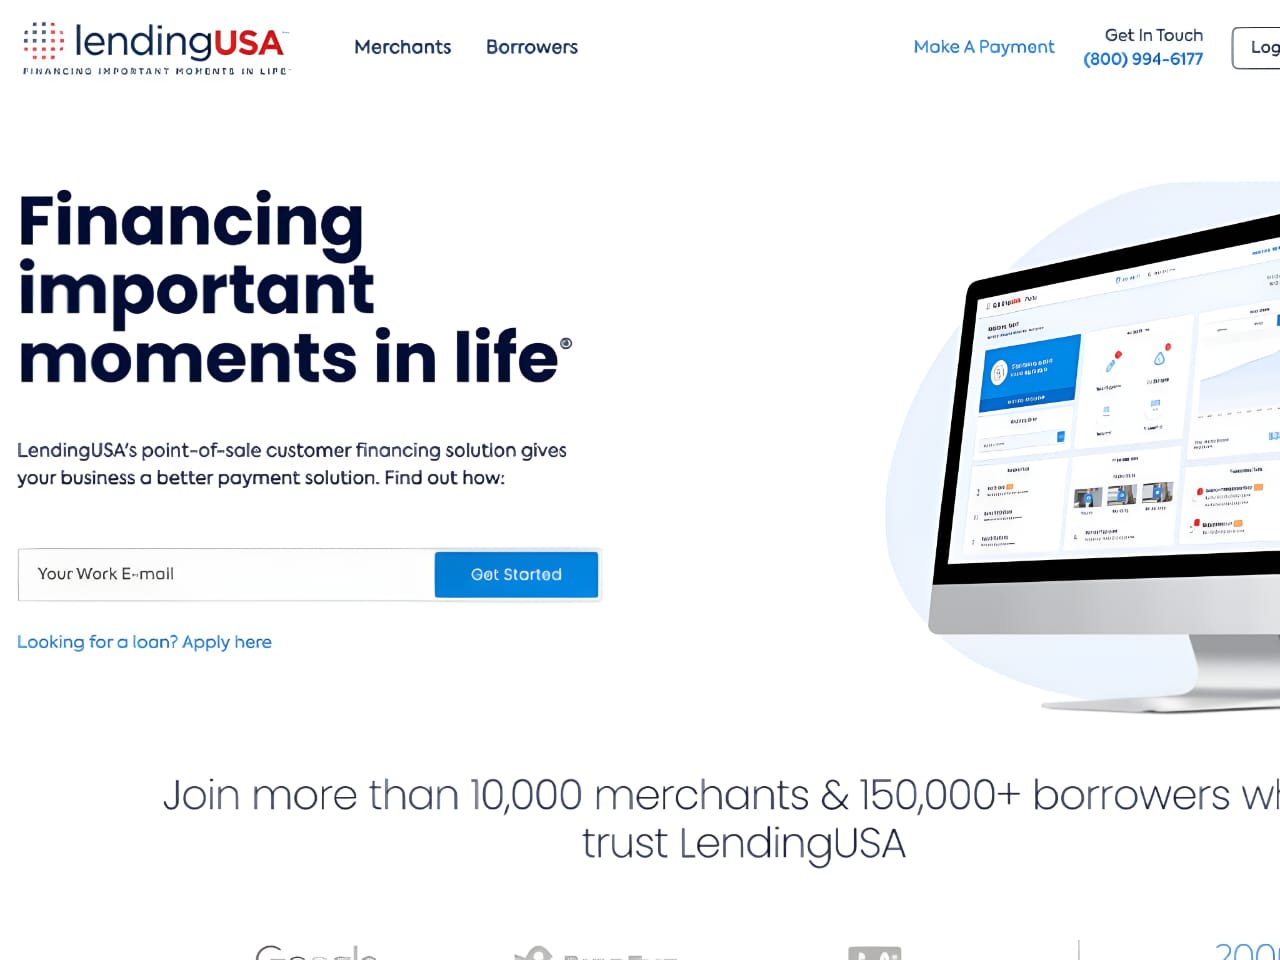 lendingUSA
FINANCING IMPORTANT MOMENTS IN LIFE
Merchants
Borrowers
Make A Payment
Get In Touch
(800) 994-6177
Log
Financing
important
moments in life®
LendingUSA's point-of-sale customer financing solution gives
your business a better payment solution. Find out how:
Your Work E-mail
Get Started
Looking for a loan? Apply here
Join more than 10,000 merchants & 150,000+ borrowers wh
trust LendingUSA
Google